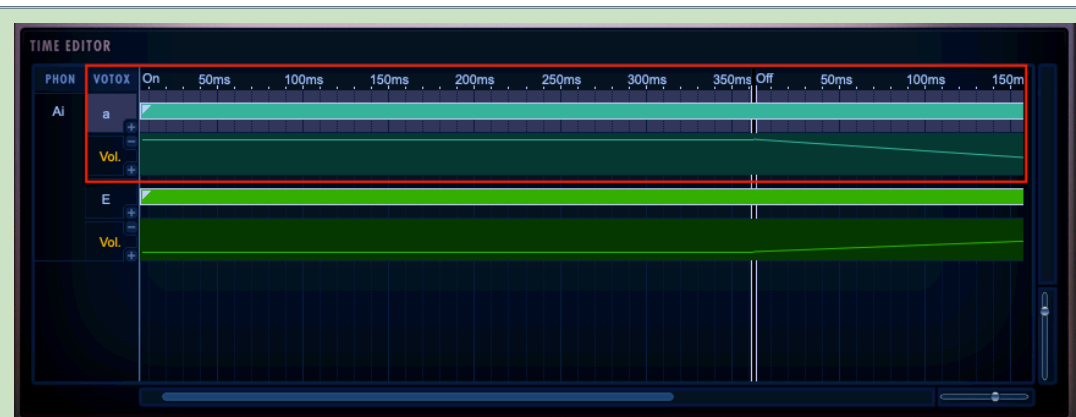 TIME EDITOR
PHON VOTOX On 50ms 100ms 150ms 200ms 250ms 300ms 350ms Off 50ms 100ms 150m
Ai a
Vol.
E
Vol.